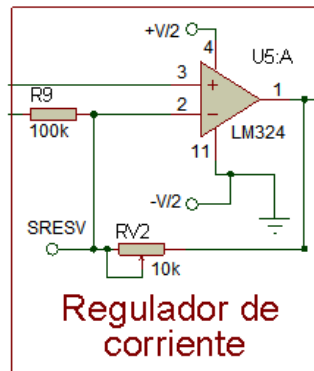 +V/2
4
U5:A
3
+
1
R9
2
−
100k
LM324
11
-V/2
SRESV
RV2
10k
Regulador de
corriente